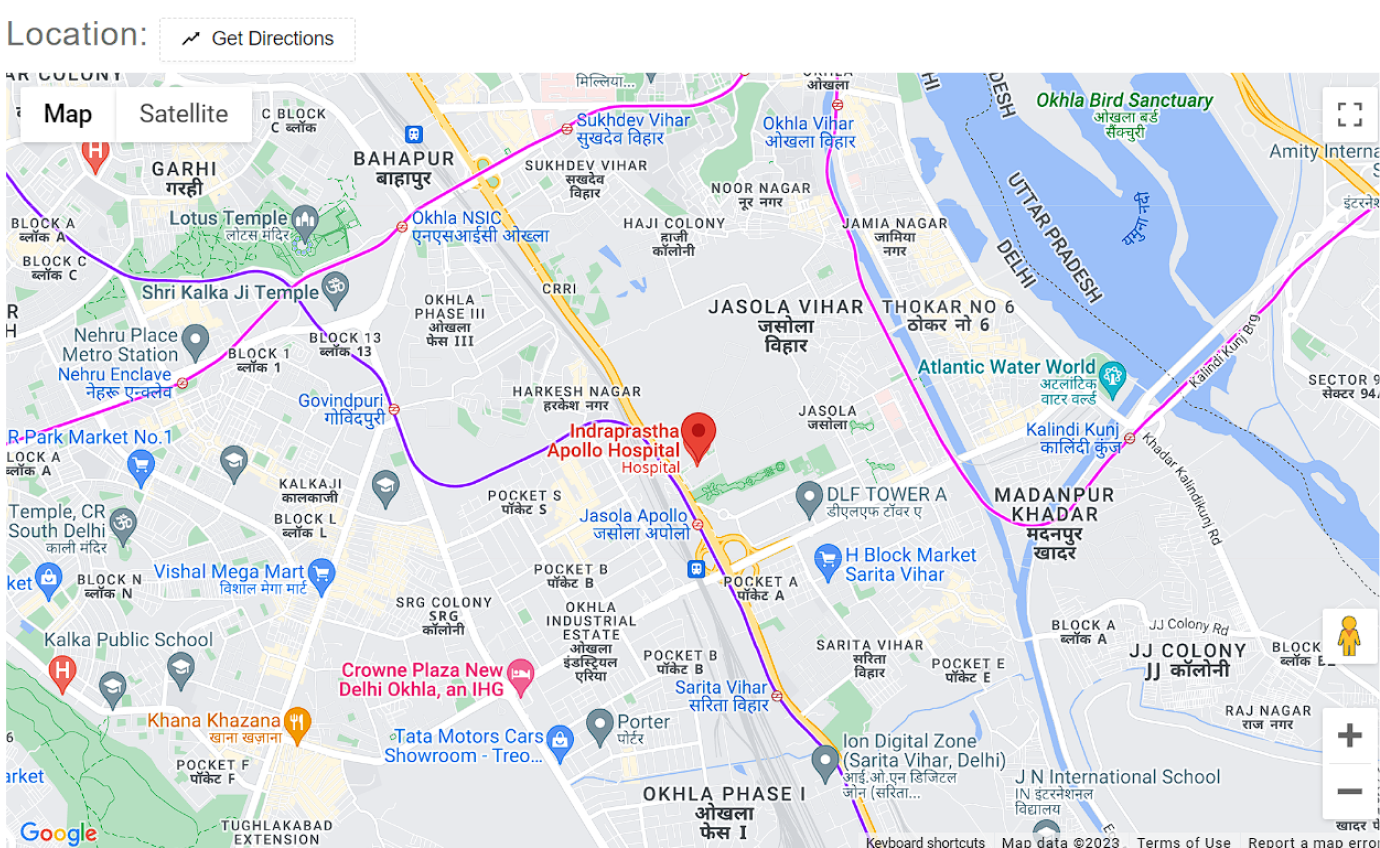 Location:
Get Directions
AR COLONY
Map
Satellite
C BLOCK
C ब्लॉक
मिल्लिया...
OKHLA
ओखला
Okhla Bird Sanctuary
ओखला बर्ड
सैंक्चुरी
DELHI
UTTAR PRADESH
Sukhdev Vihar
सुखदेव विहार
Okhla Vihar
ओखला विहार
Amity Interna
GARHI
गरही
BAHAPUR
बाहापुर
SUKHDEV VIHAR
सुखदेव
विहार
NOOR NAGAR
नूर नगर
यमुना नदी
BLOCK A
ब्लॉक A
Lotus Temple
लोटस मंदिर
Okhla NSIC
एनएसआईसी ओख्ला
HAJI COLONY
हाजी
कॉलोनी
JAMIA NAGAR
जामिया
नगर
BLOCK C
ब्लॉक C
Shri Kalka Ji Temple
CRRI
OKHLA
PHASE III
ओखला
फेस III
JASOLA VIHAR
जसोला
विहार
THOKAR NO 6
ठोकर नो 6
Kalindi Kunj Brg
Nehru Place
Metro Station
Nehru Enclave
नेहरू एन्क्लेव
BLOCK 13
ब्लॉक 13
BLOCK 1
ब्लॉक 1
Atlantic Water World
अटलांटिक
वाटर वर्ल्ड
SECTOR 9
सेक्टर 94
Govindpuri
गोविंदपुरी
HARKESH NAGAR
हरकेश नगर
JASOLA
जसोला
Indraprastha
Apollo Hospital
Hospital
Kalindi Kunj
कालिंदी कुंज
Khadar Kalindikunj Rd
R Park Market No.1
LOCK A
ब्लॉक A
KALKAJI
कालकाजी
POCKET S
पॉकेट S
DLF TOWER A
डीएलएफ टॉवर ए
MADANPUR
KHADAR
मदनपुर
खादर
Temple, CR
South Delhi
काली मंदिर
BLOCK L
ब्लॉक L
Jasola Apollo
जसोला अपोलो
H Block Market
Sarita Vihar
ket
BLOCK N
ब्लॉक N
Vishal Mega Mart
विशाल मेगा मार्ट
POCKET B
पॉकेट B
POCKET A
पॉकेट A
SRG COLONY
SRG
कॉलोनी
OKHLA
INDUSTRIAL
ESTATE
ओखला
इंडस्ट्रियल
एरिया
BLOCK A
ब्लॉक A
JJ Colony Rd
Kalka Public School
SARITA VIHAR
सरिता
विहार
POCKET E
पॉकेट E
JJ COLONY
JJ कॉलोनी
BLOCK
ब्लॉक
Crowne Plaza New
Delhi Okhla, an IHG
POCKET B
पॉकेट B
Sarita Vihar
सरिता विहार
Khana Khazana
खाना खज़ाना
Tata Motors Cars
Showroom - Treo...
Porter
पोर्टर
RAJ NAGAR
राज नगर
Ion Digital Zone
(Sarita Vihar, Delhi)
आई.ओ.एन डिजिटल
जोन (सरिता...
POCKET F
पॉकेट F
arket
OKHLA PHASE I
ओखला
फेस I
J N International School
IN इंटरनेशनल
विद्यालय
Google
TUGHLAKABAD
EXTENSION
Keyboard shortcuts
Map data ©2023
Terms of Use
Report a map error